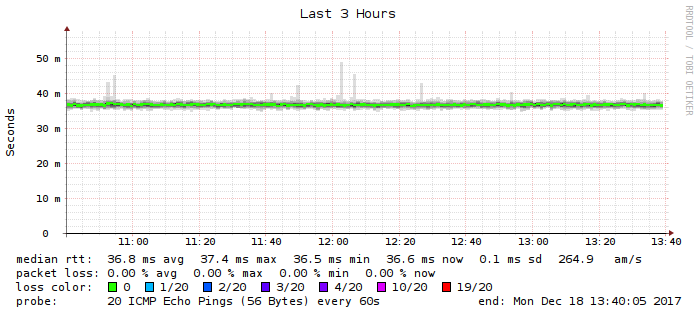 Last 3 Hours
RRDTOOL / TOBI OETIKER
Seconds
50 m
40 m
30 m
20 m
10 m
0
11:00 11:20 11:40 12:00 12:20 12:40 13:00 13:20 13:40
median rtt: 36.8 ms avg 37.4 ms max 36.5 ms min 36.6 ms now 0.1 ms sd 264.9 am/s
packet loss: 0.00 % avg 0.00 % max 0.00 % min 0.00 % now
loss color: 0 1/20 2/20 3/20 4/20 10/20 19/20
probe: 20 ICMP Echo Pings (56 Bytes) every 60s end: Mon Dec 18 13:40:05 2017